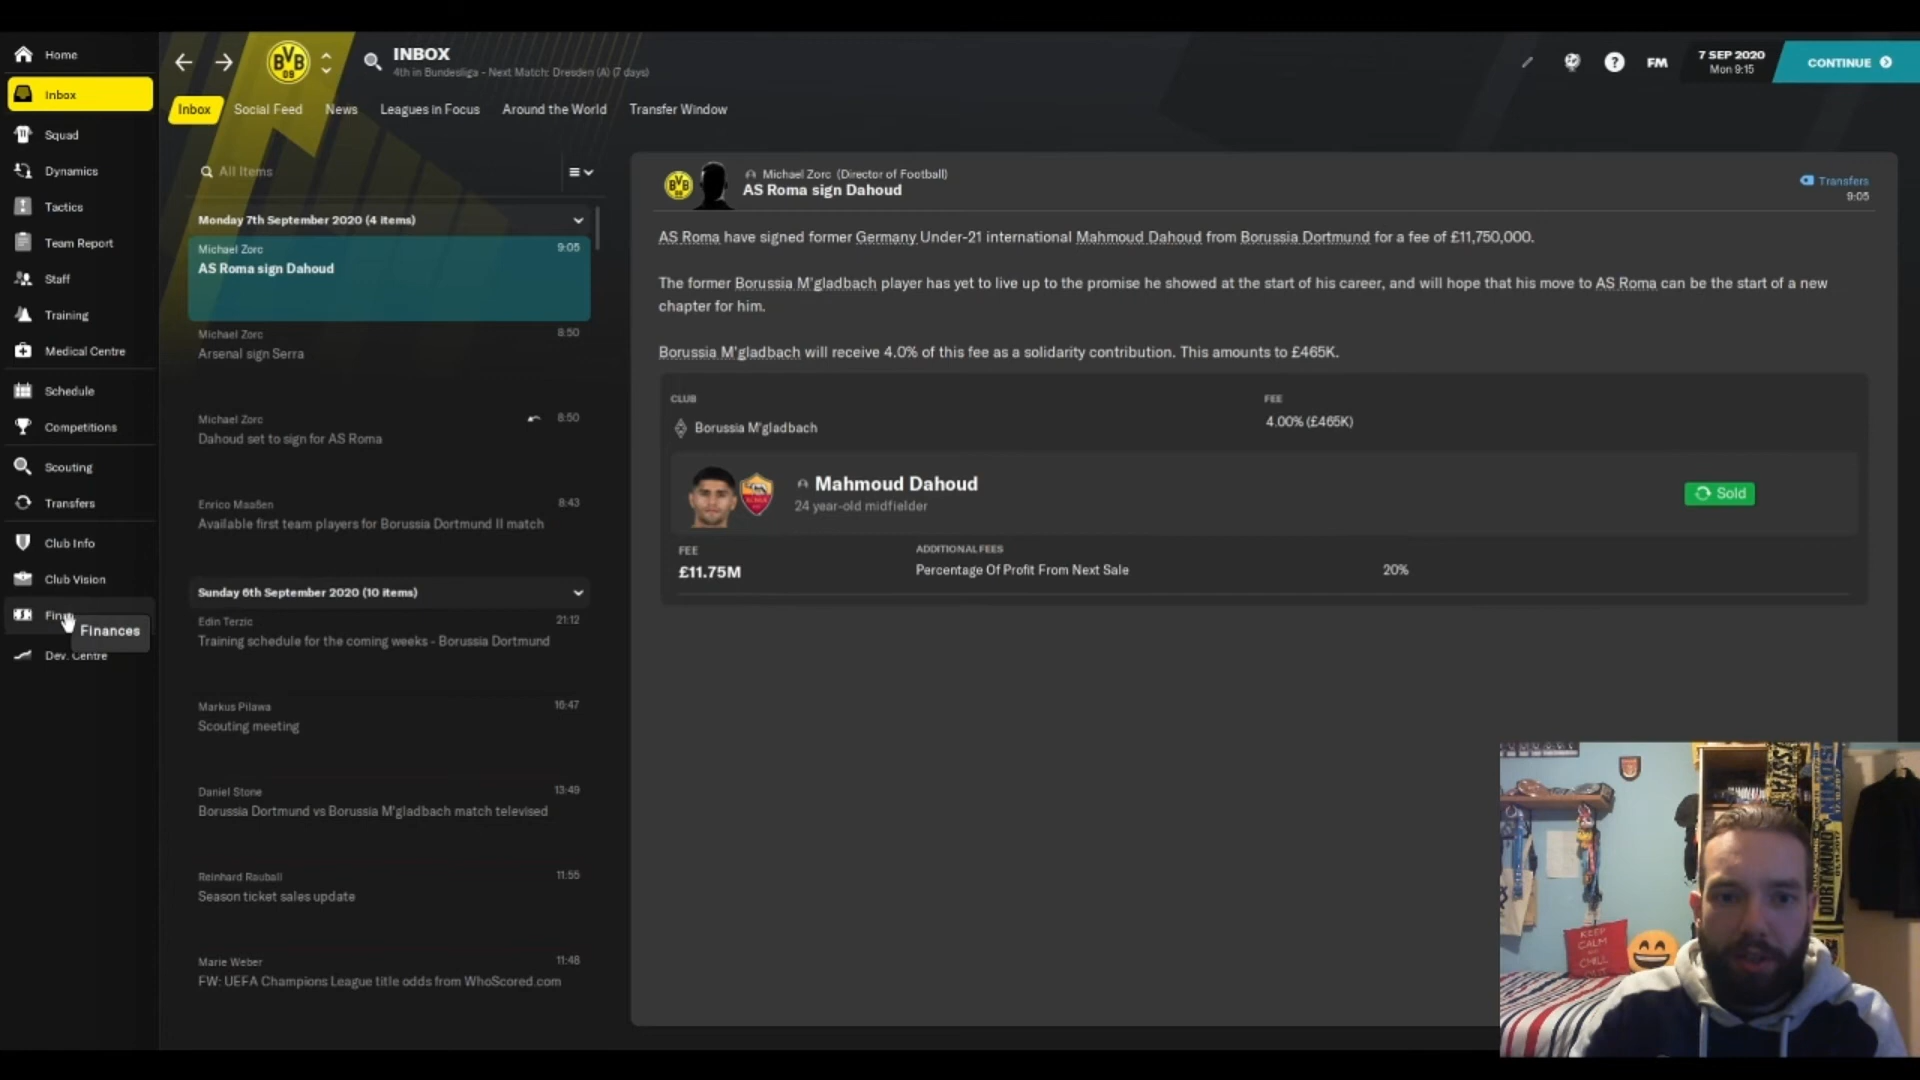 Home
Inbox
Squad
Dynamics
Tactics
Team Report
Staff
Training
Medical Centre
Schedule
Competitions
Scouting
Transfers
Club Info
Club Vision
Finances
Dev. Centre
BVB
09
INBOX
4th in Bundesliga - Next Match: Dresden (A) (7 days)
?
FM
7 SEP 2020
Mon 9:15
CONTINUE
Inbox
Social Feed
News
Leagues in Focus
Around the World
Transfer Window
All Items
Monday 7th September 2020 (4 items)
Michael Zorc
9:05
AS Roma sign Dahoud
Michael Zorc
8:50
Arsenal sign Serra
Michael Zorc
8:50
Dahoud set to sign for AS Roma
Enrico Maaßen
8:43
Available first team players for Borussia Dortmund II match
Sunday 6th September 2020 (10 items)
Edin Terzic
21:12
Training schedule for the coming weeks - Borussia Dortmund
Markus Pilawa
16:47
Scouting meeting
Daniel Stone
13:49
Borussia Dortmund vs Borussia M'gladbach match televised
Reinhard Rauball
11:55
Season ticket sales update
Marie Weber
11:48
FW: UEFA Champions League title odds from WhoScored.com
Michael Zorc (Director of Football)
AS Roma sign Dahoud
Transfers
9:05
AS Roma have signed former Germany Under-21 international Mahmoud Dahoud from Borussia Dortmund for a fee of £11,750,000.
The former Borussia M'gladbach player has yet to live up to the promise he showed at the start of his career, and will hope that his move to AS Roma can be the start of a new
chapter for him.
Borussia M'gladbach will receive 4.0% of this fee as a solidarity contribution. This amounts to £465K.
CLUB
FEE
Borussia M'gladbach
4.00% (£465K)
Mahmoud Dahoud
24 year-old midfielder
Sold
FEE
ADDITIONAL FEES
£11.75M
Percentage Of Profit From Next Sale
20%
KEEP
CALM
CHILL
OUT
DORTMUND